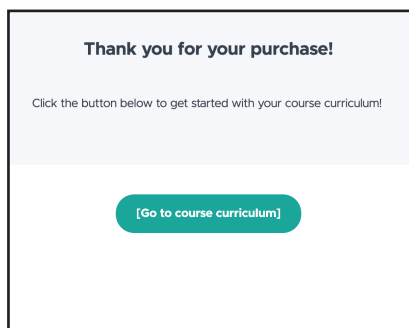 Thank you for your purchase!
Click the button below to get started with your course curriculum!
[Go to course curriculum]